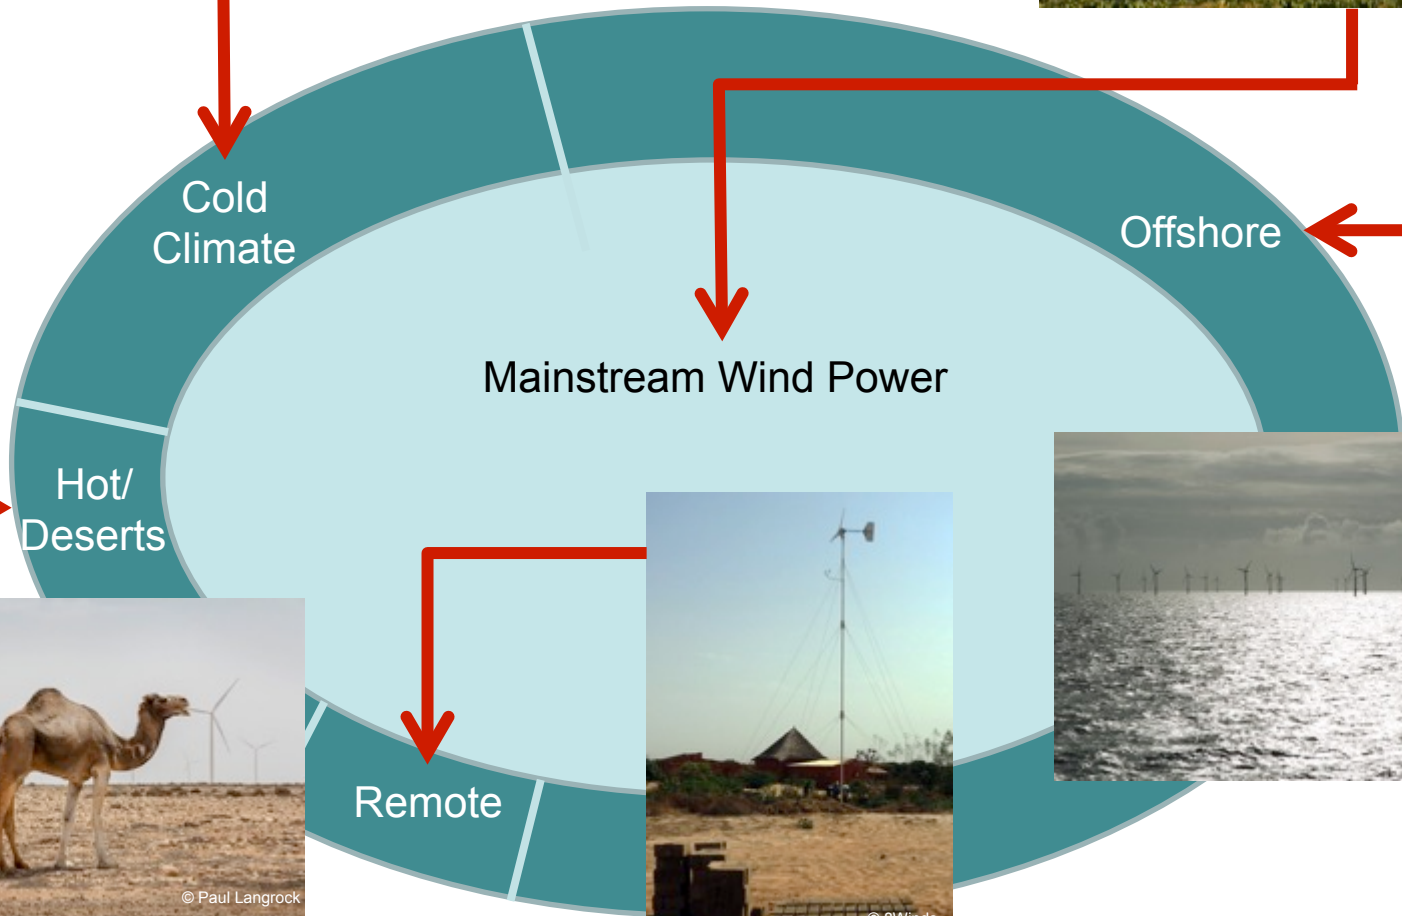 Cold
Climate
Offshore
Mainstream Wind Power
Hot/
Deserts
Remote
© Paul Langrock